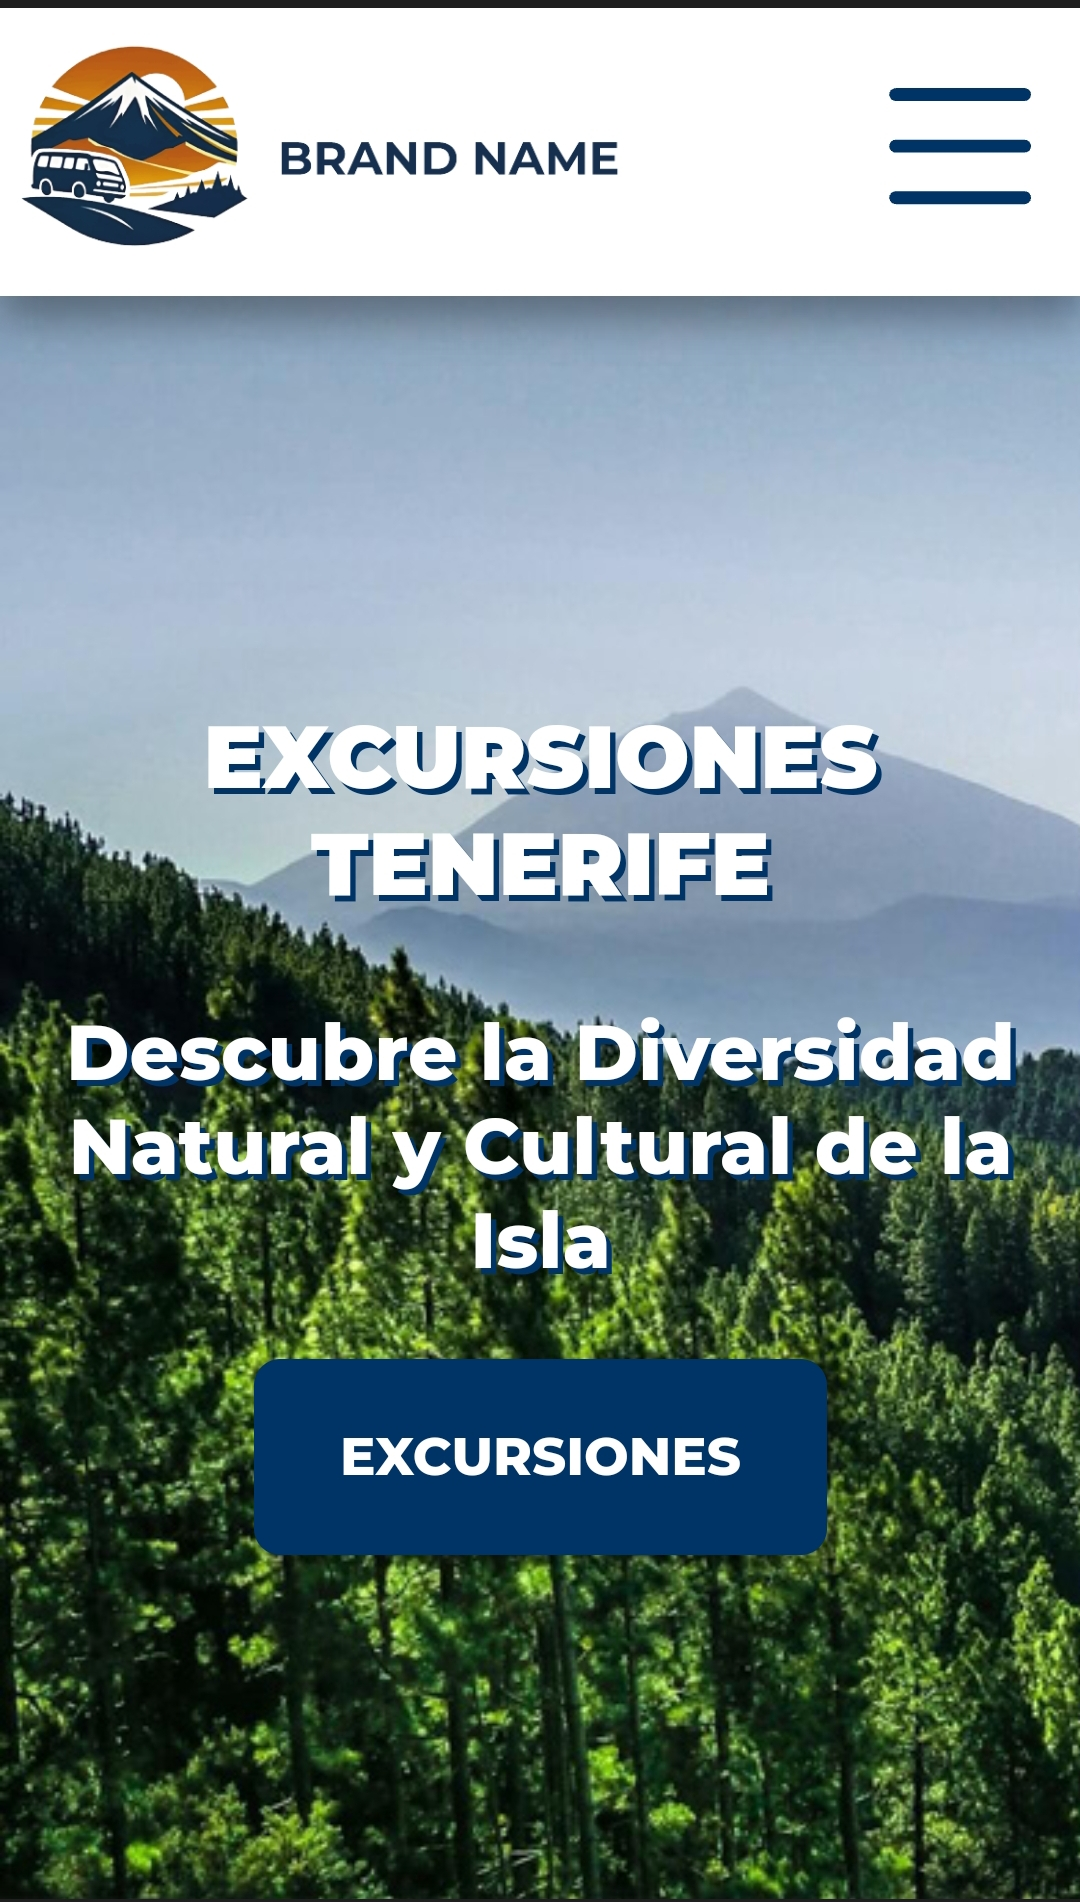 BRAND NAME
EXCURSIONES
TENERIFE
Descubre la Diversidad
Natural y Cultural de la
Isla
EXCURSIONES